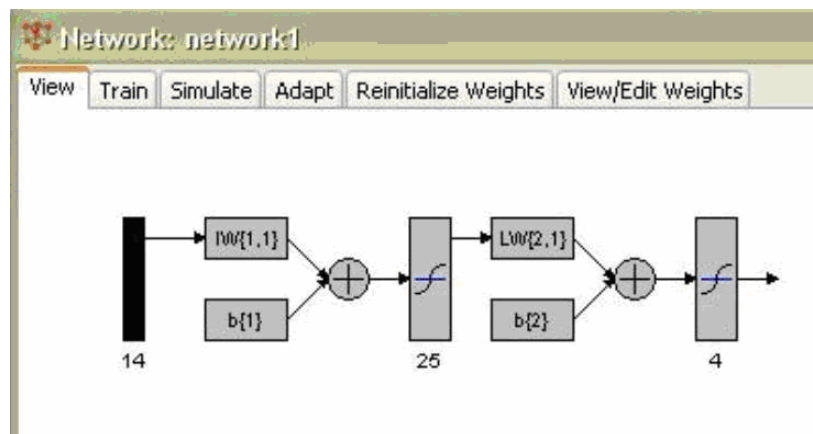 Network: network1
View Train Simulate Adapt Reinitialize Weights View/Edit Weights
IW{1,1} LW{2,1}
b{1} b{2}
14 25 4